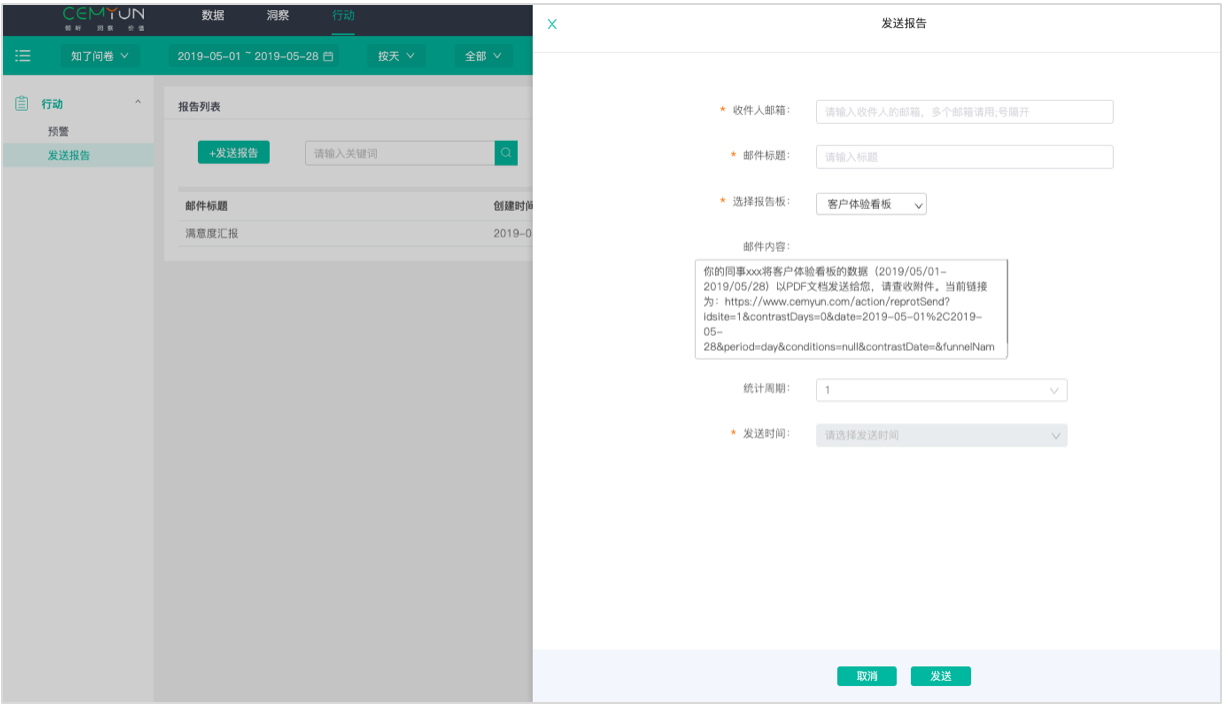 CEMYUN
倾听 洞察 价值
数据 洞察 行动
知了问卷 2019-05-01 ~ 2019-05-28 按天 全部
行动
预警
发送报告
报告列表
+发送报告 请输入关键词
邮件标题 创建时间
满意度汇报 2019-0
发送报告
* 收件人邮箱: 请输入收件人的邮箱，多个邮箱请用;号隔开
* 邮件标题: 请输入标题
* 选择报告板: 客户体验看板
邮件内容:
你的同事xxx将客户体验看板的数据（2019/05/01-
2019/05/28）以PDF文档发送给您，请查收附件。当前链接
为：https://www.cemyun.com/action/reprotSend?
idsite=1&contrastDays=0&date=2019-05-01%2C2019-
05-
28&period=day&conditions=null&contrastDate=&funnelNam
统计周期: 1
* 发送时间: 请选择发送时间
取消 发送